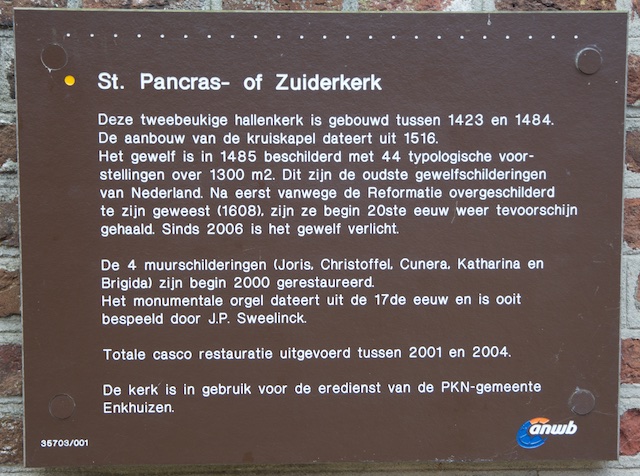 St. Pancras- of Zuiderkerk
Deze tweebeukige hallenkerk is gebouwd tussen 1423 en 1484.
De aanbouw van de kruiskapel dateert uit 1516.
Het gewelf is in 1485 beschilderd met 44 typologische voor-
stellingen over 1300 m2. Dit zijn de oudste gewelfschilderingen
van Nederland. Na eerst vanwege de Reformatie overgeschilderd
te zijn geweest (1608), zijn ze begin 20ste eeuw weer tevoorschijn
gehaald. Sinds 2006 is het gewelf verlicht.
De 4 muurschilderingen (Joris, Christoffel, Cunera, Katharina en
Brigida) zijn begin 2000 gerestaureerd.
Het monumentale orgel dateert uit de 17de eeuw en is ooit
bespeeld door J.P. Sweelinck.
Totale casco restauratie uitgevoerd tussen 2001 en 2004.
De kerk is in gebruik voor de eredienst van de PKN-gemeente
Enkhuizen.
35703/001
anwb